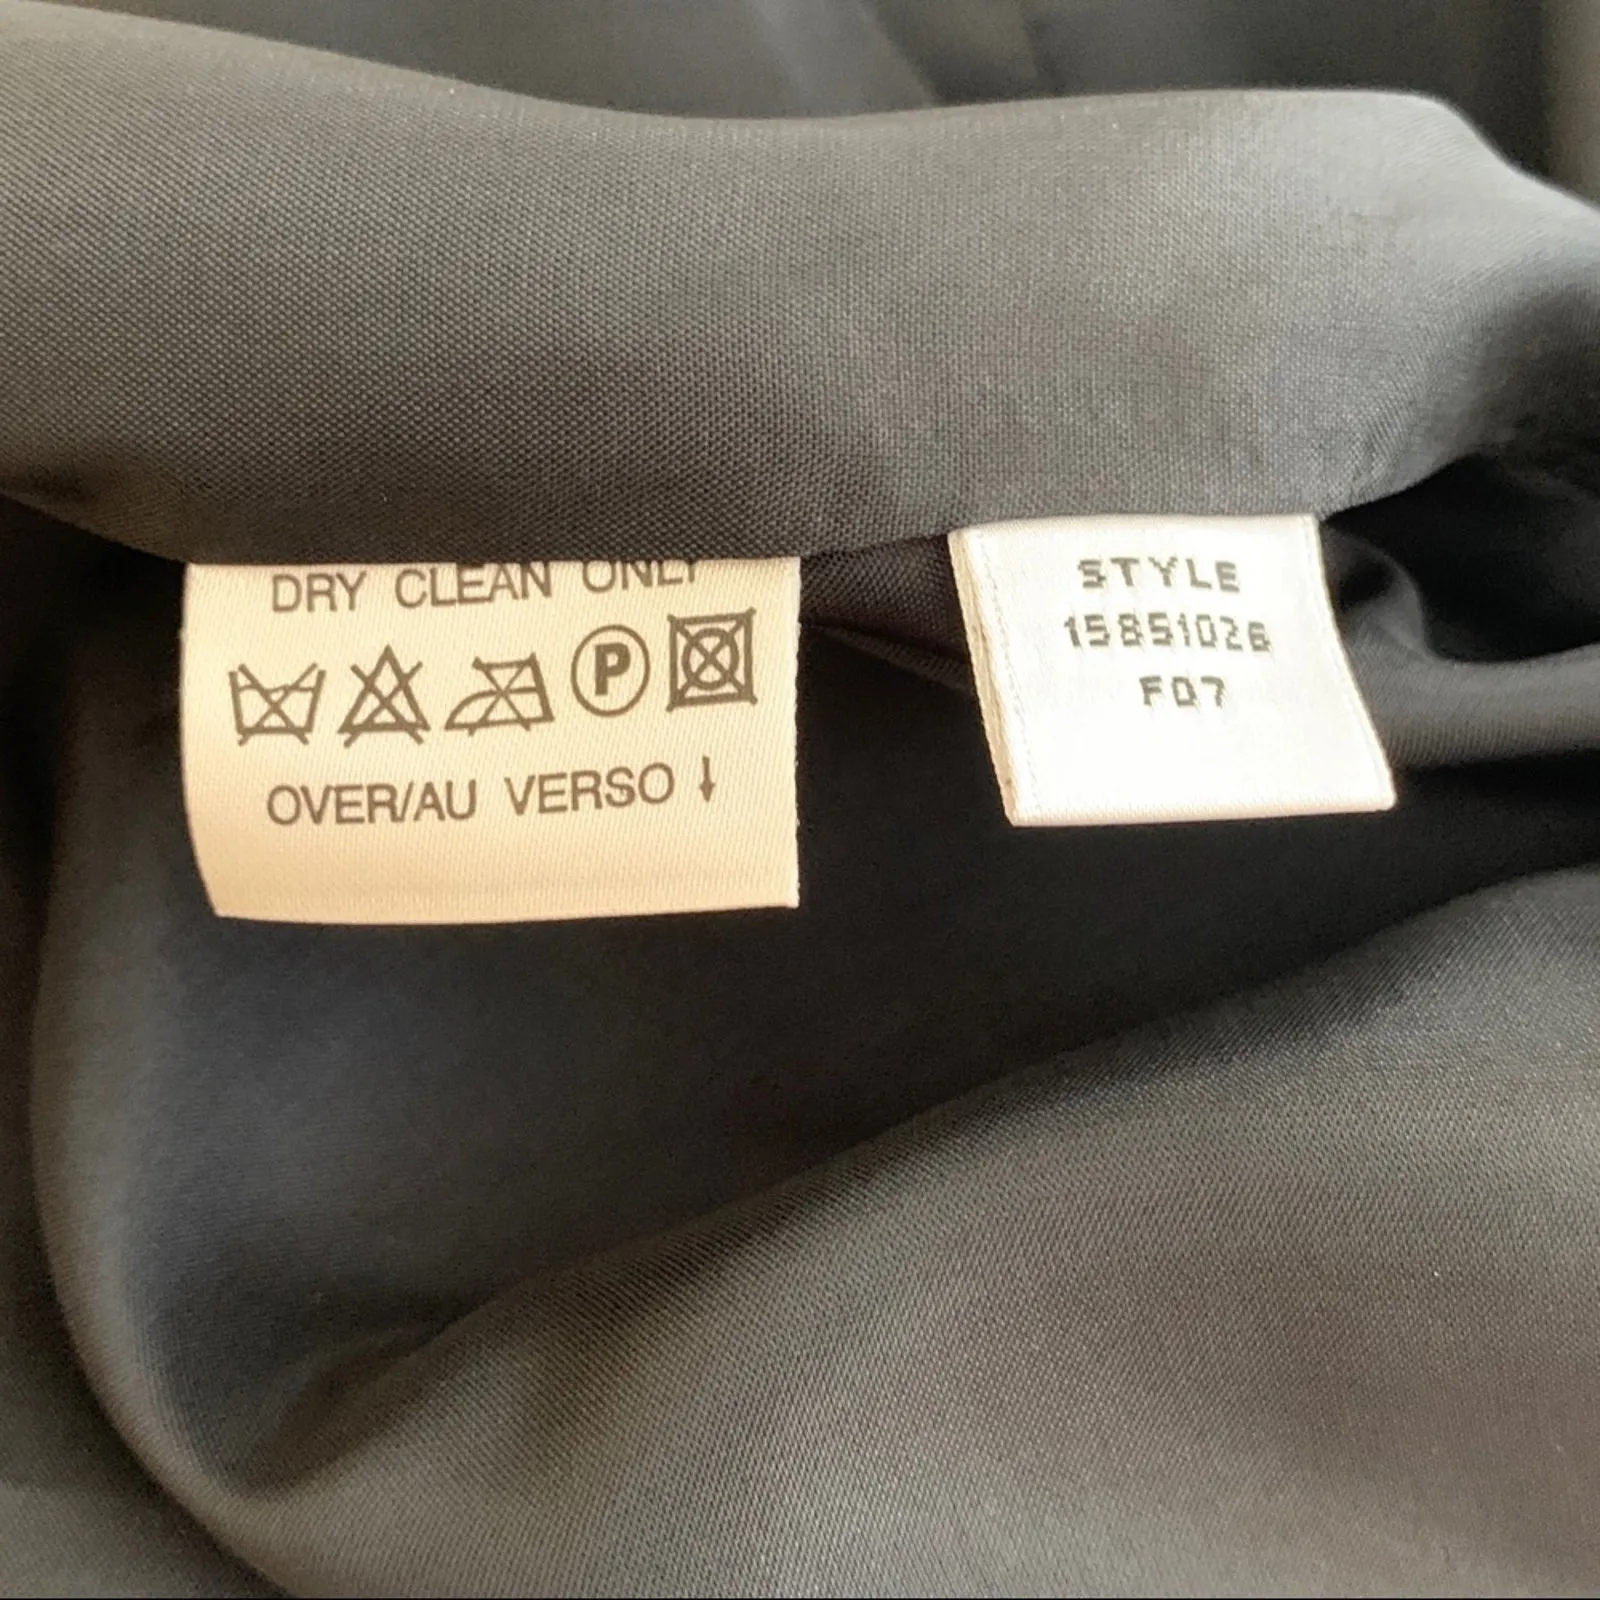 DRY CLEAN ONLY
P
OVER/AU VERSO ↓
STYLE
15851026
F07